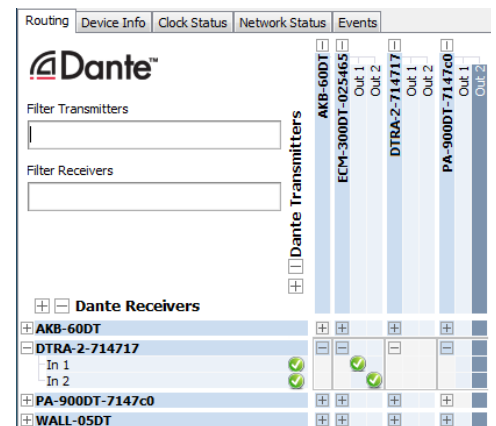 Routing Device Info Clock Status Network Status Events
Dante™
Filter Transmitters
Filter Receivers
Dante Transmitters
AKB-60DT
ECM-300DT-025465
Out 1
Out 2
DTRA-2-714717
Out 1
Out 2
PA-900DT-7147c0
Out 1
Out 2
Dante Receivers
AKB-60DT
DTRA-2-714717
In 1
In 2
PA-900DT-7147c0
WALL-05DT